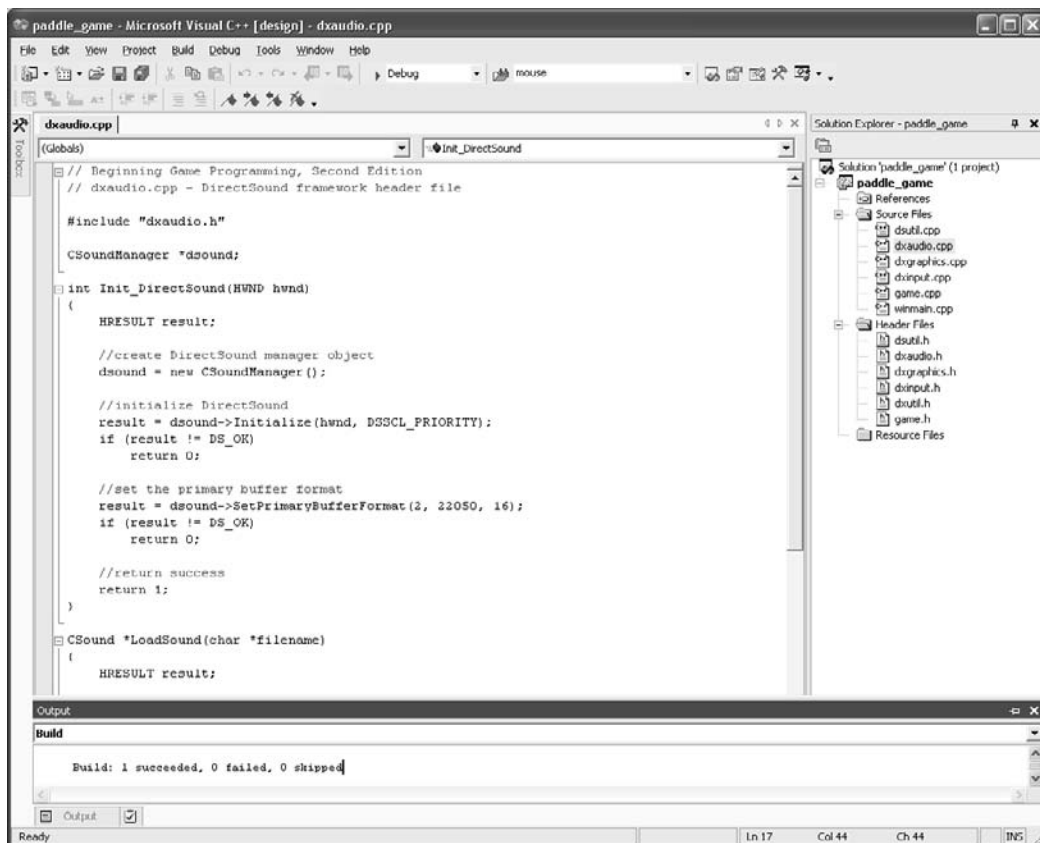 paddle_game - Microsoft Visual C++ [design] - dxaudio.cpp
File Edit View Project Build Debug Tools Window Help
Debug mouse
Toolbox
dxaudio.cpp
(Globals) Init_DirectSound
// Beginning Game Programming, Second Edition
// dxaudio.cpp - DirectSound framework header file
#include "dxaudio.h"
CSoundManager *dsound;
int Init_DirectSound(HWND hwnd)
{
HRESULT result;
//create DirectSound manager object
dsound = new CSoundManager();
//initialize DirectSound
result = dsound->Initialize(hwnd, DSSCL_PRIORITY);
if (result != DS_OK)
return 0;
//set the primary buffer format
result = dsound->SetPrimaryBufferFormat(2, 22050, 16);
if (result != DS_OK)
return 0;
//return success
return 1;
}
CSound *LoadSound(char *filename)
{
HRESULT result;
Solution Explorer - paddle_game
Solution 'paddle_game' (1 project)
paddle_game
References
Source Files
dsutil.cpp
dxaudio.cpp
dxgraphics.cpp
dxinput.cpp
game.cpp
winmain.cpp
Header Files
dsutil.h
dxaudio.h
dxgraphics.h
dxinput.h
dxutil.h
game.h
Resource Files
Output
Build
Build: 1 succeeded, 0 failed, 0 skipped
Output
Ready Ln 17 Col 44 Ch 44 INS